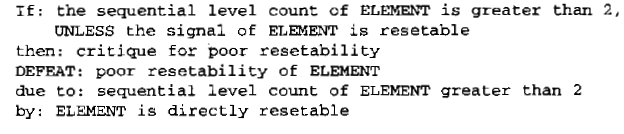 If: the sequential level count of ELEMENT is greater than 2,
UNLESS the signal of ELEMENT is resetable
then: critique for poor resetability
DEFEAT: poor resetability of ELEMENT
due to: sequential level count of ELEMENT greater than 2
by: ELEMENT is directly resetable